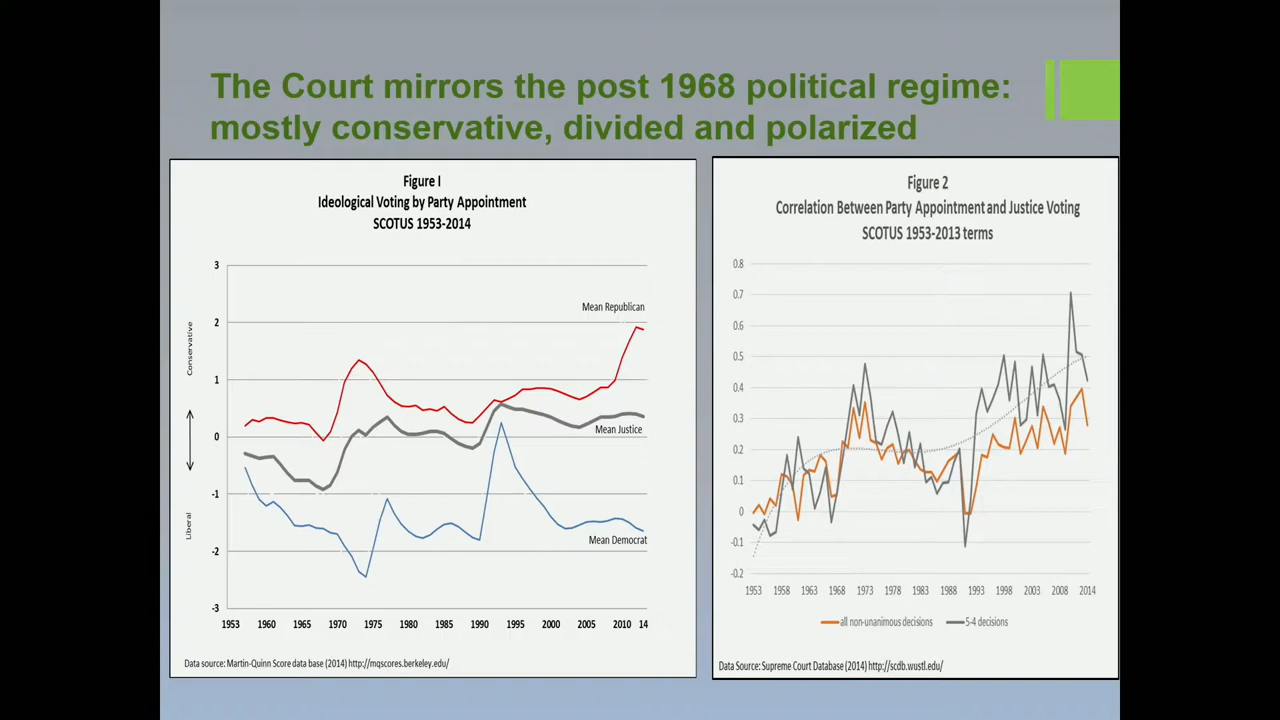 The Court mirrors the post 1968 political regime:
mostly conservative, divided and polarized
Figure I
Ideological Voting by Party Appointment
SCOTUS 1953-2014
3
2
1
0
-1
-2
-3
Conservative
Liberal
Mean Republican
Mean Justice
Mean Democrat
1953 1960 1965 1970 1975 1980 1985 1990 1995 2000 2005 2010 14
Data source: Martin-Quinn Score data base (2014) http://mqscores.berkeley.edu/
Figure 2
Correlation Between Party Appointment and Justice Voting
SCOTUS 1953-2013 terms
0.8
0.7
0.6
0.5
0.4
0.3
0.2
0.1
0
-0.1
-0.2
1953 1958 1963 1968 1973 1978 1983 1988 1993 1998 2003 2008 2014
all non-unanimous decisions 5-4 decisions
Data Source: Supreme Court Database (2014) http://scdb.wustl.edu/